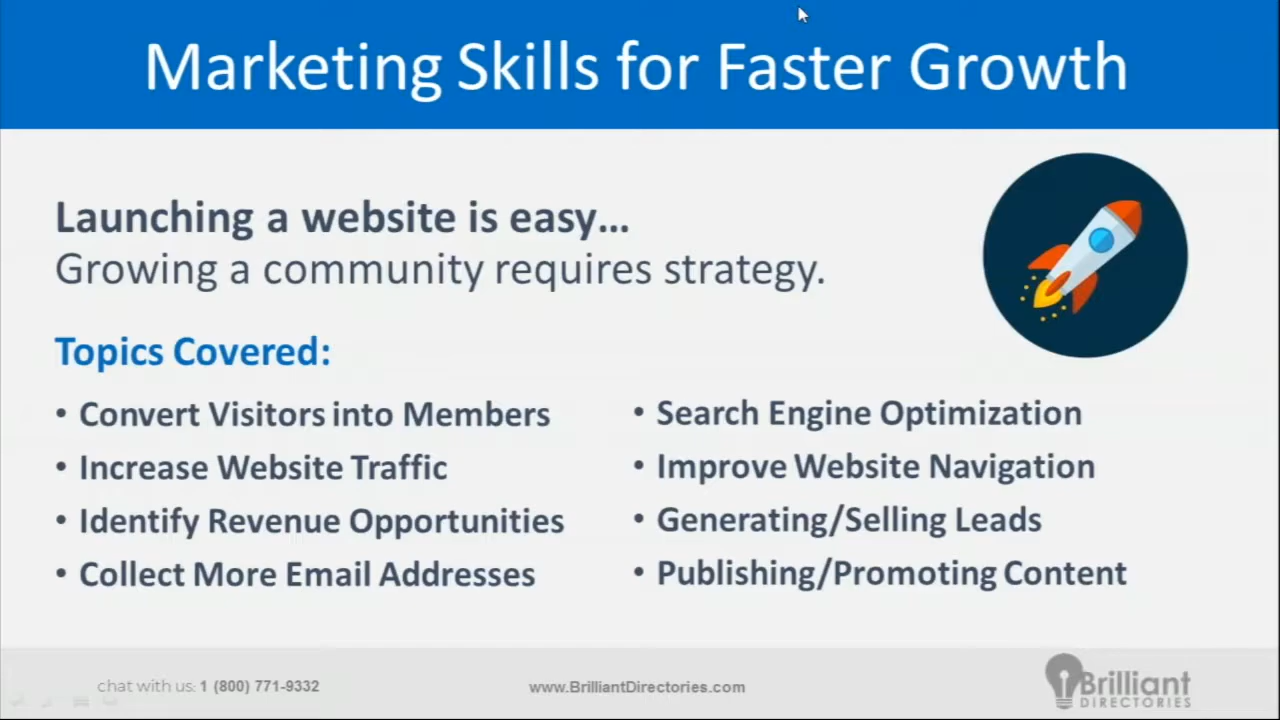 Marketing Skills for Faster Growth
Launching a website is easy...
Growing a community requires strategy.
Topics Covered:
• Convert Visitors into Members
• Increase Website Traffic
• Identify Revenue Opportunities
• Collect More Email Addresses
• Search Engine Optimization
• Improve Website Navigation
• Generating/Selling Leads
• Publishing/Promoting Content
chat with us: 1 (800) 771-9332
www.BrilliantDirectories.com
Brilliant
DIRECTORIES